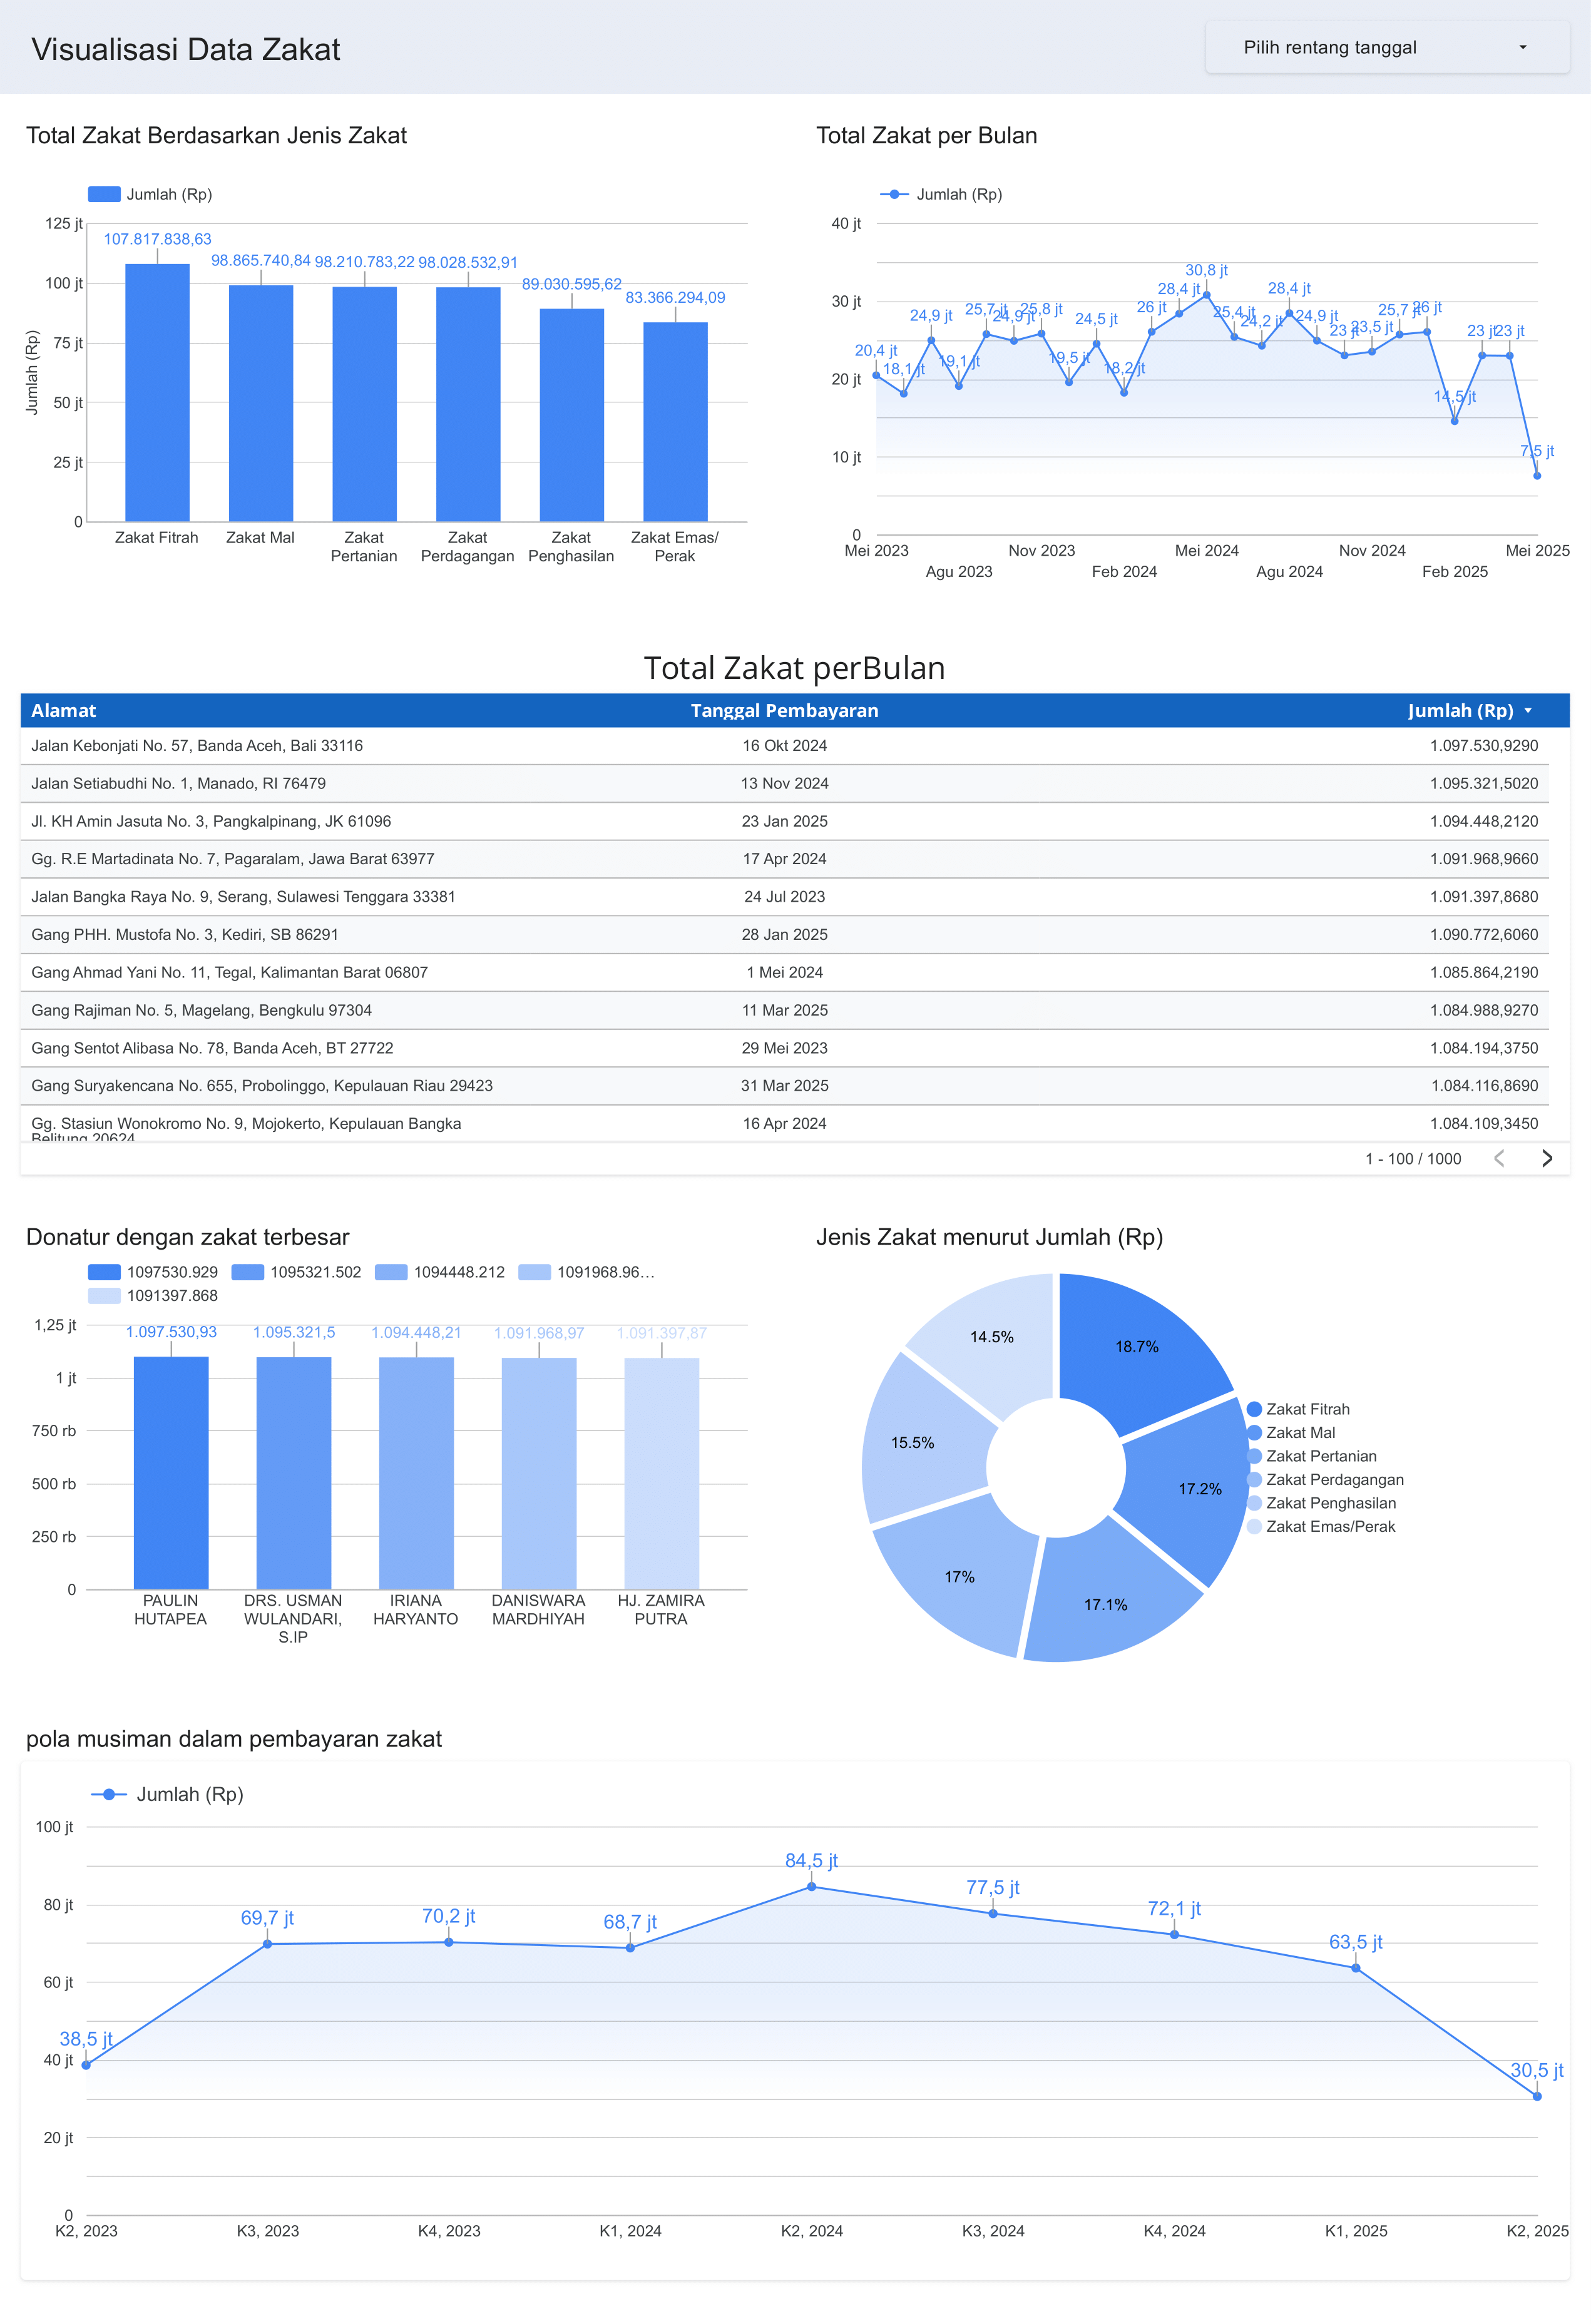 Visualisasi Data Zakat
Pilih rentang tanggal
Total Zakat Berdasarkan Jenis Zakat
Jumlah (Rp)
125 jt
100 jt
75 jt
50 jt
25 jt
0
Jumlah (Rp)
107.817.838,63
98.865.740,84
98.210.783,22
98.028.532,91
89.030.595,62
83.366.294,09
Zakat Fitrah
Zakat Mal
Zakat
Pertanian
Zakat
Perdagangan
Zakat
Penghasilan
Zakat Emas/
Perak
Total Zakat per Bulan
Jumlah (Rp)
40 jt
30 jt
20 jt
10 jt
0
20,4 jt
18,1 jt
24,9 jt
19,1 jt
25,7 jt
24,9 jt
25,8 jt
19,5 jt
24,5 jt
18,2 jt
26 jt
28,4 jt
30,8 jt
25,4 jt
24,2 jt
28,4 jt
24,9 jt
23 jt
23,5 jt
25,7 jt
26 jt
14,5 jt
23 jt
23 jt
7,5 jt
Mei 2023
Agu 2023
Nov 2023
Feb 2024
Mei 2024
Agu 2024
Nov 2024
Feb 2025
Mei 2025
Total Zakat perBulan
Alamat Tanggal Pembayaran Jumlah (Rp)
Jalan Kebonjati No. 57, Banda Aceh, Bali 33116 16 Okt 2024 1.097.530,9290
Jalan Setiabudhi No. 1, Manado, RI 76479 13 Nov 2024 1.095.321,5020
Jl. KH Amin Jasuta No. 3, Pangkalpinang, JK 61096 23 Jan 2025 1.094.448,2120
Gg. R.E Martadinata No. 7, Pagaralam, Jawa Barat 63977 17 Apr 2024 1.091.968,9660
Jalan Bangka Raya No. 9, Serang, Sulawesi Tenggara 33381 24 Jul 2023 1.091.397,8680
Gang PHH. Mustofa No. 3, Kediri, SB 86291 28 Jan 2025 1.090.772,6060
Gang Ahmad Yani No. 11, Tegal, Kalimantan Barat 06807 1 Mei 2024 1.085.864,2190
Gang Rajiman No. 5, Magelang, Bengkulu 97304 11 Mar 2025 1.084.988,9270
Gang Sentot Alibasa No. 78, Banda Aceh, BT 27722 29 Mei 2023 1.084.194,3750
Gang Suryakencana No. 655, Probolinggo, Kepulauan Riau 29423 31 Mar 2025 1.084.116,8690
Gg. Stasiun Wonokromo No. 9, Mojokerto, Kepulauan Bangka 16 Apr 2024 1.084.109,3450
Belitung 20624
1 - 100 / 1000
Donatur dengan zakat terbesar
1097530.929 1095321.502 1094448.212 1091968.96…
1091397.868
1,25 jt
1 jt
750 rb
500 rb
250 rb
0
1.097.530,93
1.095.321,5
1.094.448,21
1.091.968,97
1.091.397,87
PAULIN
HUTAPEA
DRS. USMAN
WULANDARI,
S.IP
IRIANA
HARYANTO
DANISWARA
MARDHIYAH
HJ. ZAMIRA
PUTRA
Jenis Zakat menurut Jumlah (Rp)
18.7%
17.2%
17.1%
17%
15.5%
14.5%
Zakat Fitrah
Zakat Mal
Zakat Pertanian
Zakat Perdagangan
Zakat Penghasilan
Zakat Emas/Perak
pola musiman dalam pembayaran zakat
Jumlah (Rp)
100 jt
80 jt
60 jt
40 jt
20 jt
0
38,5 jt
69,7 jt
70,2 jt
68,7 jt
84,5 jt
77,5 jt
72,1 jt
63,5 jt
30,5 jt
K2, 2023
K3, 2023
K4, 2023
K1, 2024
K2, 2024
K3, 2024
K4, 2024
K1, 2025
K2, 2025